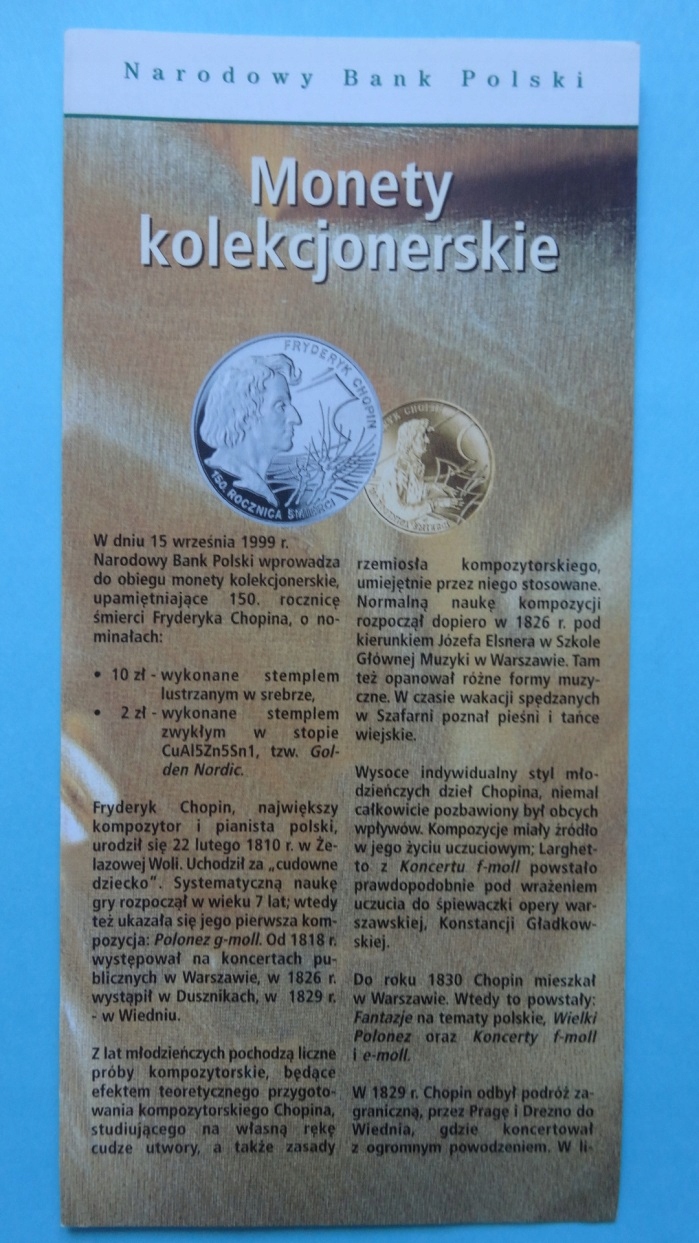 Narodowy Bank Polski
Monety
kolekcjonerskie
FRYDERYK CHOPIN
150. ROCZNICA ŚMIERCI
W dniu 15 września 1999 r.
Narodowy Bank Polski wprowadza
do obiegu monety kolekcjonerskie,
upamiętniające 150. rocznicę
śmierci Fryderyka Chopina, o no-
minałach:
• 10 zł - wykonane stemplem
lustrzanym w srebrze,
• 2 zł - wykonane stemplem
zwykłym w stopie
CuAl5Zn5Sn1, tzw. Gol-
den Nordic.
Fryderyk Chopin, największy
kompozytor i pianista polski,
urodził się 22 lutego 1810 r. w Że-
lazowej Woli. Uchodził za „cudowne
dziecko”. Systematyczną naukę
gry rozpoczął w wieku 7 lat; wtedy
też ukazała się jego pierwsza kom-
pozycja: Polonez g-moll. Od 1818 r.
występował na koncertach pu-
blicznych w Warszawie, w 1826 r.
wystąpił w Dusznikach, w 1829 r.
- w Wiedniu.
Z lat młodzieńczych pochodzą liczne
próby kompozytorskie, będące
efektem teoretycznego przygoto-
wania kompozytorskiego Chopina,
studiującego na własną rękę
cudze utwory, a także zasady
rzemiosła kompozytorskiego,
umiejętnie przez niego stosowane.
Normalną naukę kompozycji
rozpoczął dopiero w 1826 r. pod
kierunkiem Józefa Elsnera w Szkole
Głównej Muzyki w Warszawie. Tam
też opanował różne formy muzy-
czne. W czasie wakacji spędzanych
w Szafarni poznał pieśni i tańce
wiejskie.
Wysoce indywidualny styl mło-
dzieńczych dzieł Chopina, niemal
całkowicie pozbawiony był obcych
wpływów. Kompozycje miały źródło
w jego życiu uczuciowym; Larghet-
to z Koncertu f-moll powstało
prawdopodobnie pod wrażeniem
uczucia do śpiewaczki opery war-
szawskiej, Konstancji Gładkow-
skiej.
Do roku 1830 Chopin mieszkał
w Warszawie. Wtedy to powstały:
Fantazje na tematy polskie, Wielki
Polonez oraz Koncerty f-moll
i e-moll.
W 1829 r. Chopin odbył podróż za-
graniczną, przez Pragę i Drezno do
Wiednia, gdzie koncertował
z ogromnym powodzeniem. W li-